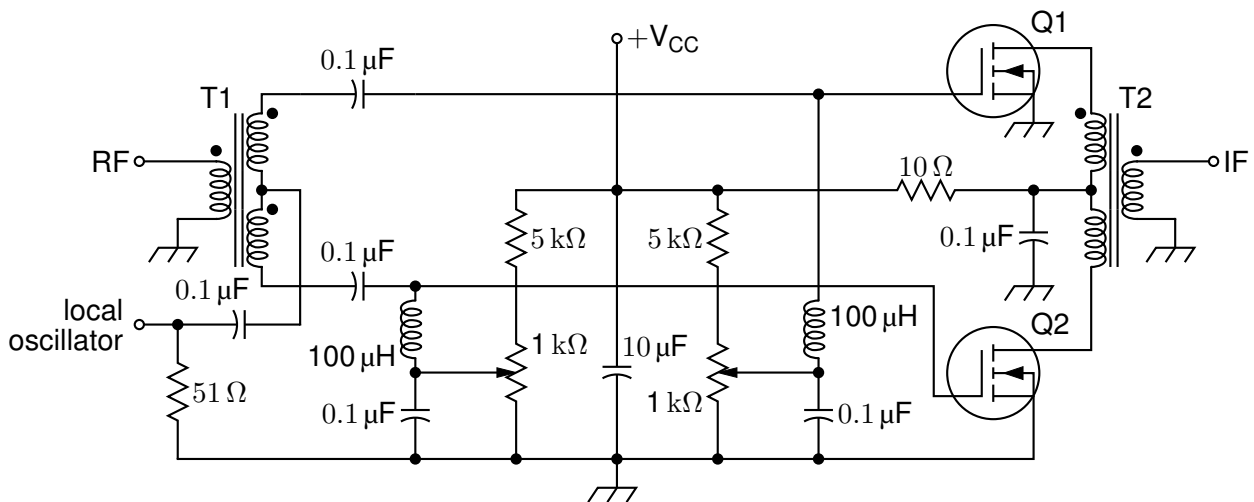 Q1
+V_CC
0.1 μF
T1
T2
RF
IF
10 Ω
5 kΩ
5 kΩ
0.1 μF
0.1 μF
0.1 μF
local
oscillator
100 μH
Q2
100 μH
1 kΩ
10 μF
51 Ω
1 kΩ
0.1 μF
0.1 μF